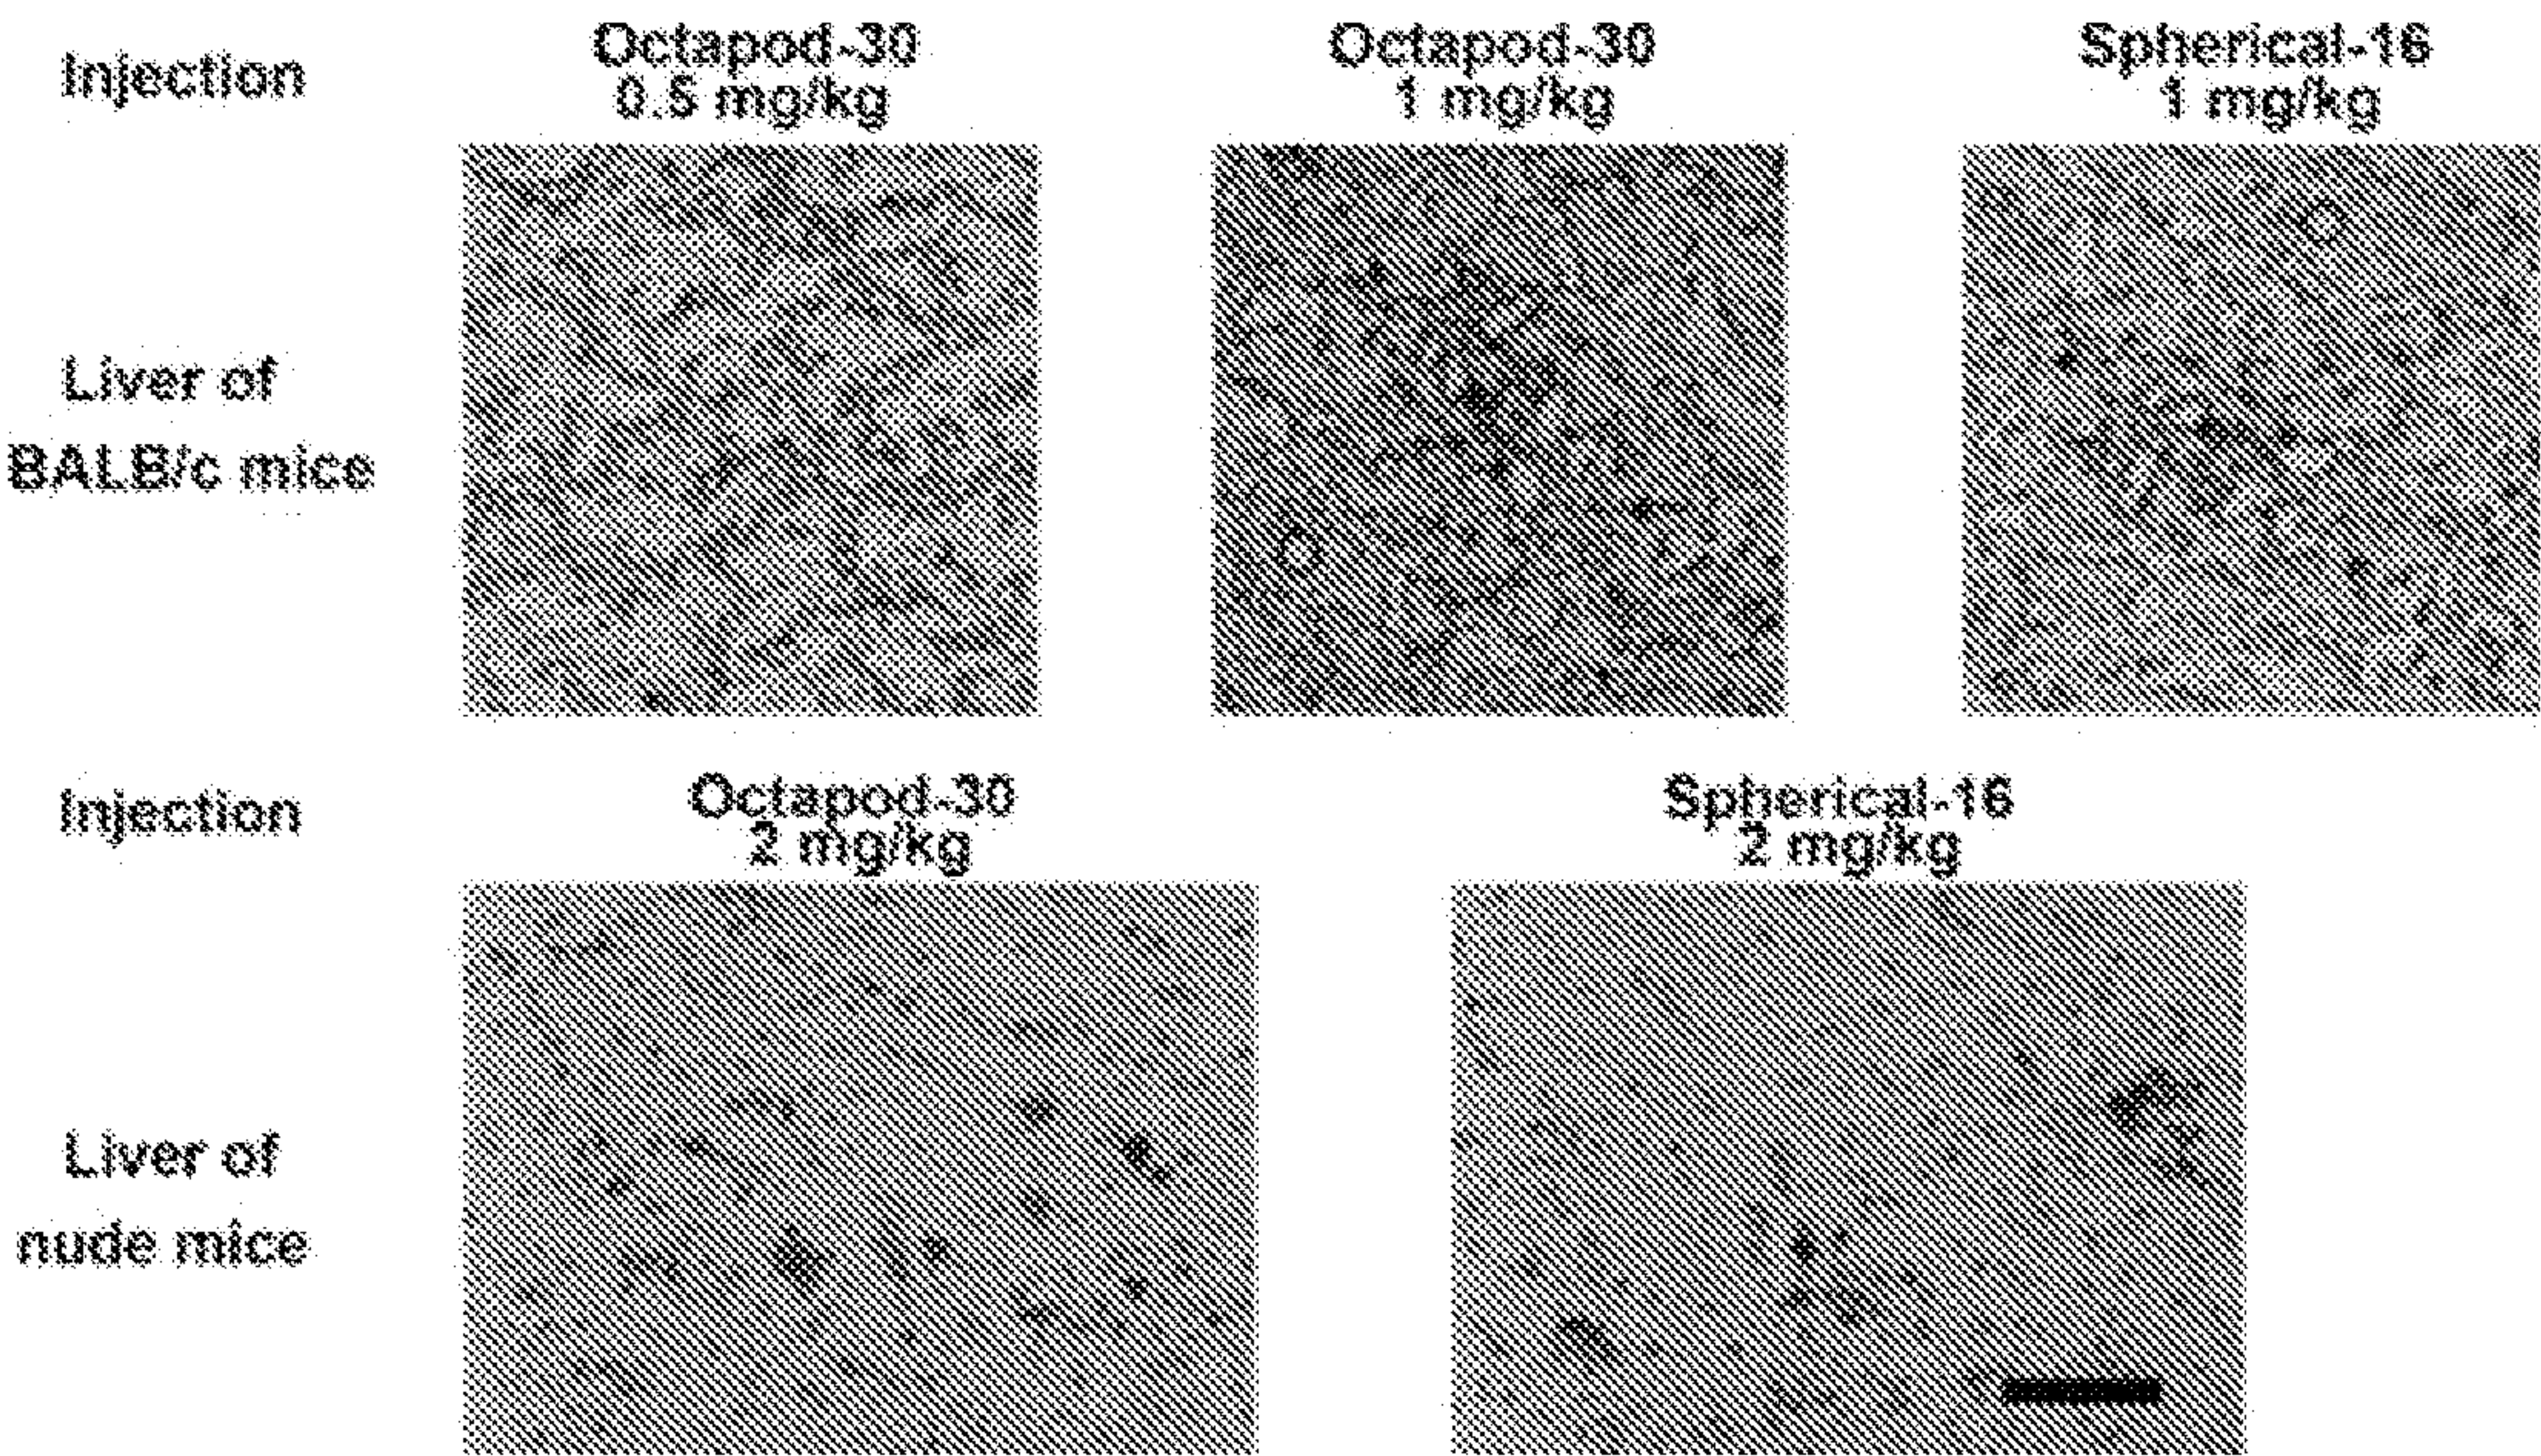 Injection
Octapod-30
0.5 mg/kg
Octapod-30
1 mg/kg
Spherical-16
1 mg/kg
Liver of
BALB/c mice
Injection
Octapod-30
2 mg/kg
Spherical-16
2 mg/kg
Liver of
nude mice